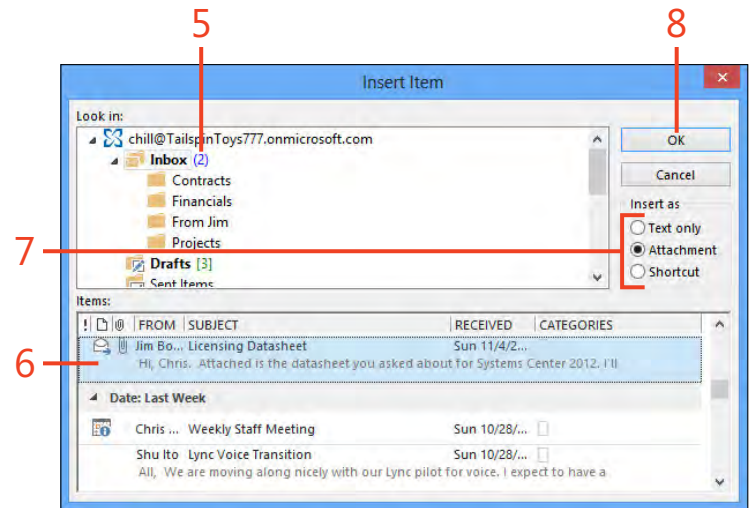 5
8
Insert Item
Look in:
chill@TailspinToys777.onmicrosoft.com
OK
Inbox (2)
Contracts
Cancel
Financials
Insert as
From Jim
Text only
7
Projects
Attachment
Drafts [3]
Shortcut
Sent Items
Items:
! FROM SUBJECT RECEIVED CATEGORIES
Jim Bo... Licensing Datasheet Sun 11/4/2...
6
Hi, Chris. Attached is the datasheet you asked about for Systems Center 2012. I'll
Date: Last Week
Chris ... Weekly Staff Meeting Sun 10/28/...
Shu Ito Lync Voice Transition Sun 10/28/...
All, We are moving along nicely with our Lync pilot for voice. I expect to have a